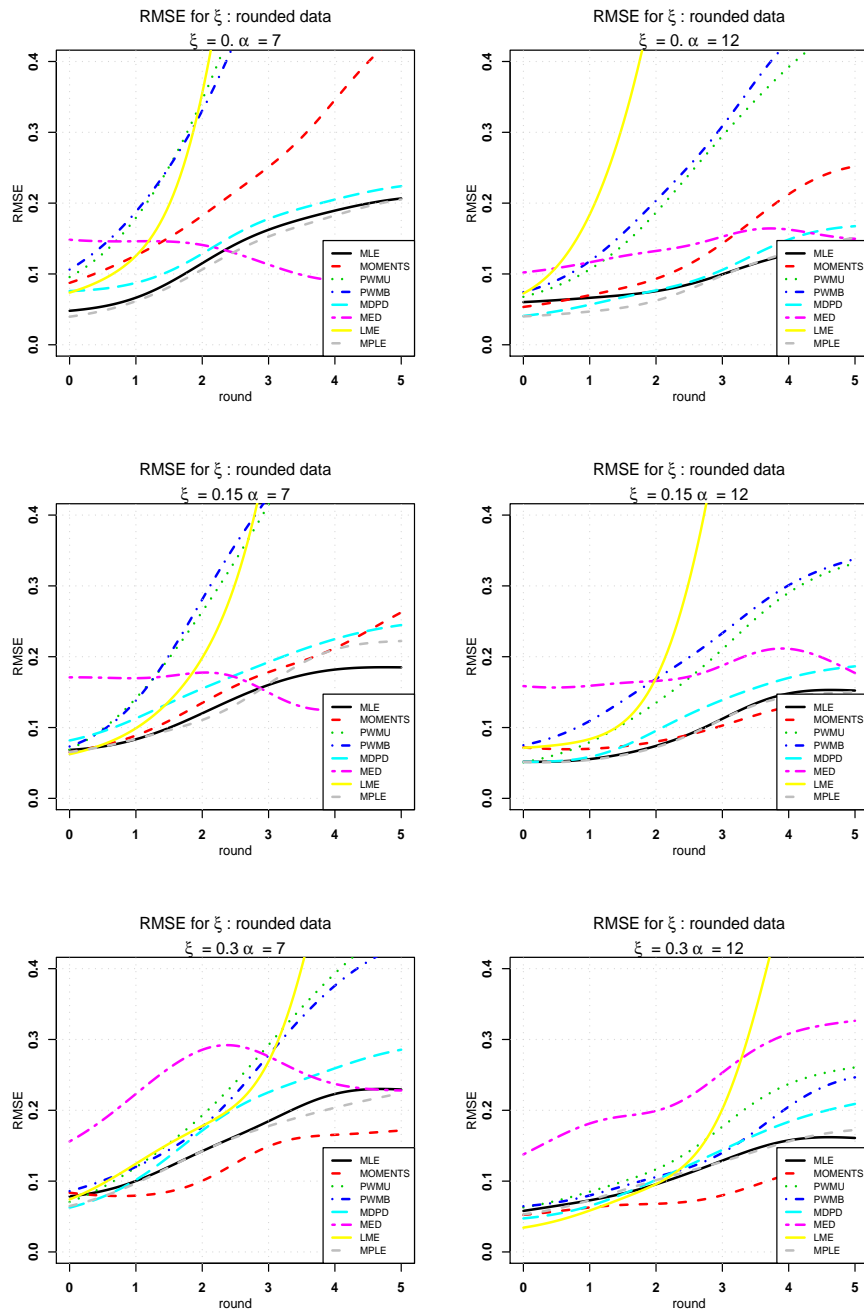 RMSE for ξ : rounded data
ξ = 0. α = 7
RMSE
0.0 0.1 0.2 0.3 0.4
MLE
MOMENTS
PWMU
PWMB
MDPD
MED
LME
MPLE
0 1 2 3 4 5
round
RMSE for ξ : rounded data
ξ = 0. α = 12
RMSE
0.0 0.1 0.2 0.3 0.4
MLE
MOMENTS
PWMU
PWMB
MDPD
MED
LME
MPLE
0 1 2 3 4 5
round
RMSE for ξ : rounded data
ξ = 0.15 α = 7
RMSE
0.0 0.1 0.2 0.3 0.4
MLE
MOMENTS
PWMU
PWMB
MDPD
MED
LME
MPLE
0 1 2 3 4 5
round
RMSE for ξ : rounded data
ξ = 0.15 α = 12
RMSE
0.0 0.1 0.2 0.3 0.4
MLE
MOMENTS
PWMU
PWMB
MDPD
MED
LME
MPLE
0 1 2 3 4 5
round
RMSE for ξ : rounded data
ξ = 0.3 α = 7
RMSE
0.0 0.1 0.2 0.3 0.4
MLE
MOMENTS
PWMU
PWMB
MDPD
MED
LME
MPLE
0 1 2 3 4 5
round
RMSE for ξ : rounded data
ξ = 0.3 α = 12
RMSE
0.0 0.1 0.2 0.3 0.4
MLE
MOMENTS
PWMU
PWMB
MDPD
MED
LME
MPLE
0 1 2 3 4 5
round